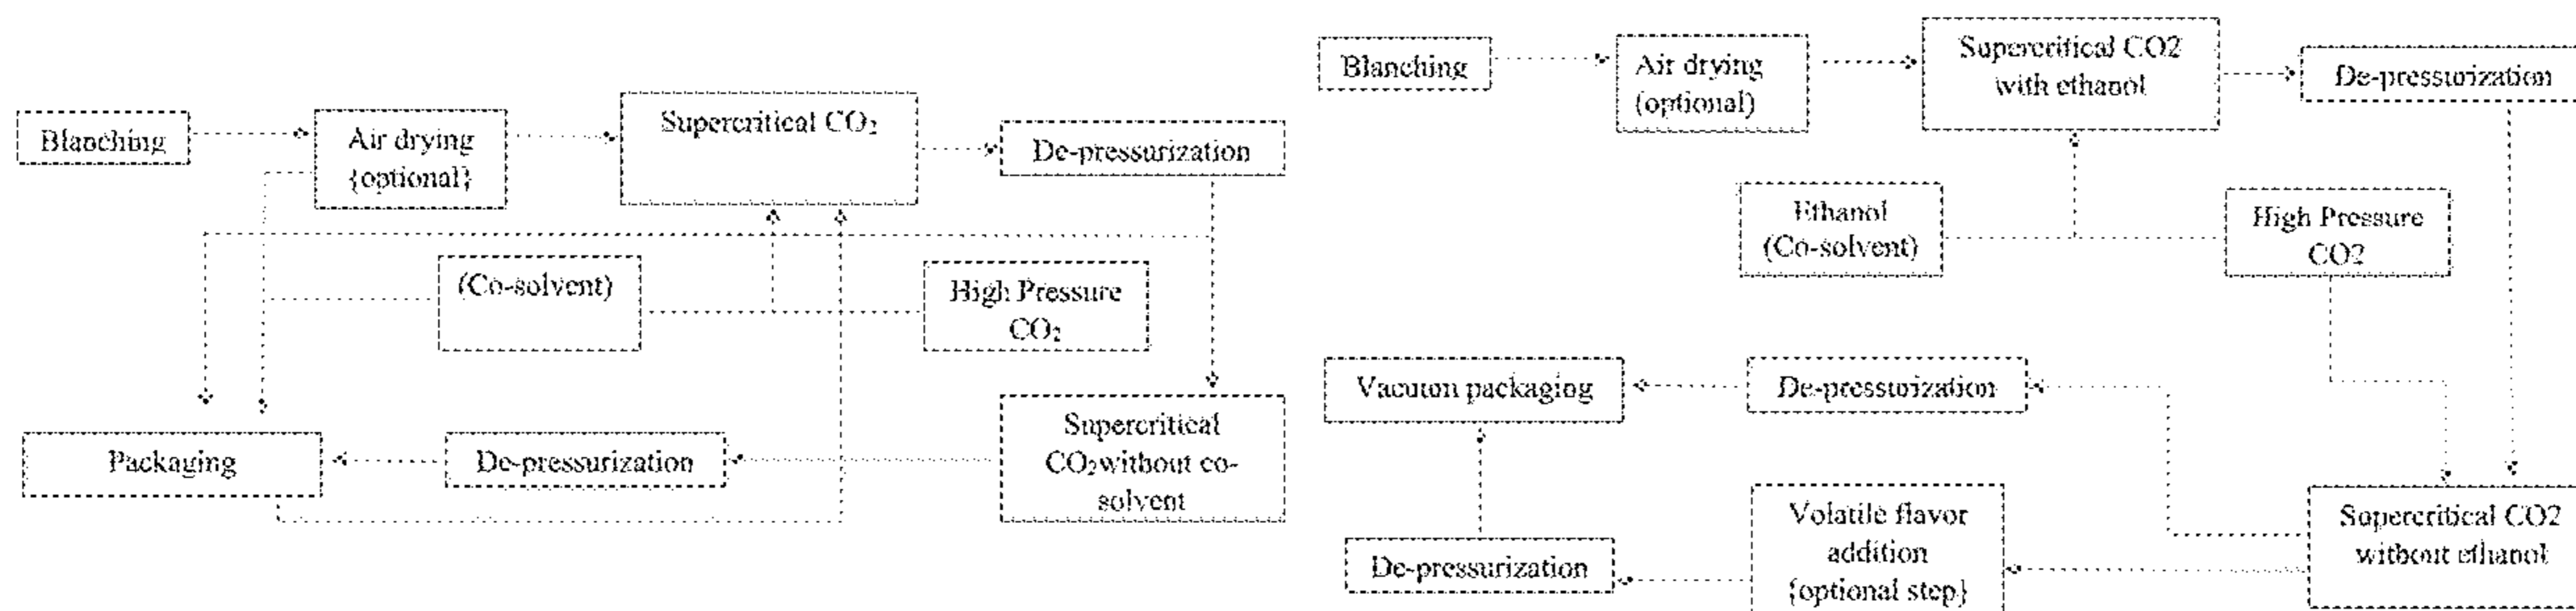 Blanching
Air drying
{optional}
Supercritical CO₂
De-pressurization
(Co-solvent)
High Pressure
CO₂
Packaging
De-pressurization
Supercritical
CO₂without co-
solvent
Blanching
Air drying
(optional)
Supercritical CO2
with ethanol
De-pressurization
Ethanol
(Co-solvent)
High Pressure
CO2
Vacuum packaging
De-pressurization
De-pressurization
Volatile flavor
addition
{optional step}
Supercritical CO2
without ethanol